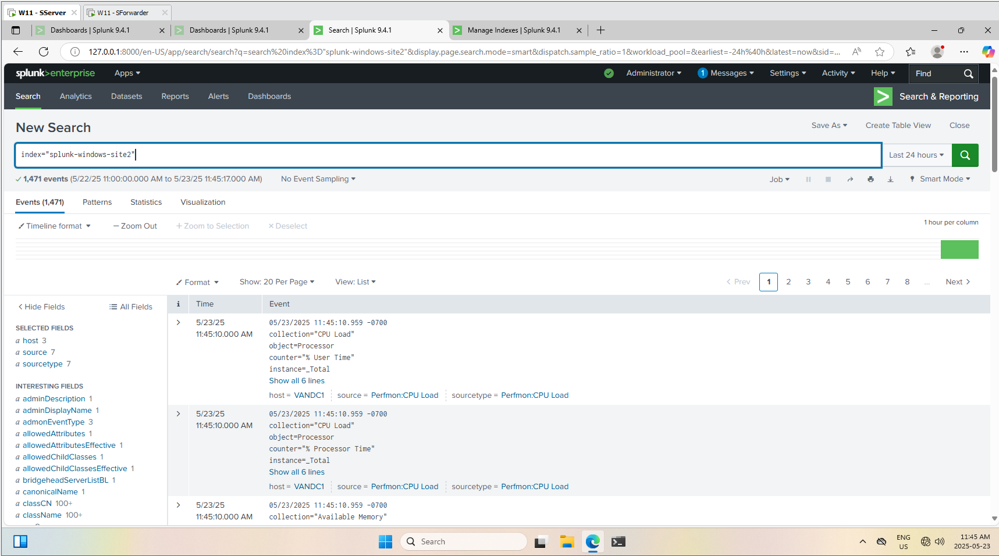 W11 - SServer
W11 - SForwarder
Dashboards | Splunk 9.4.1
Dashboards | Splunk 9.4.1
Search | Splunk 9.4.1
Manage Indexes | Splunk 9.4.1
127.0.0.1:8000/en-US/app/search/search?q=search%20index%3D"splunk-windows-site2"&display.page.search.mode=smart&dispatch.sample_ratio=1&workload_pool=&earliest=-24h%40h&latest=now&sid=...
splunk>enterprise Apps
Administrator 1 Messages Settings Activity Help Find
Search Analytics Datasets Reports Alerts Dashboards
Search & Reporting
New Search
Save As Create Table View Close
index="splunk-windows-site2"
Last 24 hours
1,471 events (5/22/25 11:00:00.000 AM to 5/23/25 11:45:17.000 AM) No Event Sampling
Job Smart Mode
Events (1,471) Patterns Statistics Visualization
Timeline format — Zoom Out + Zoom to Selection × Deselect
1 hour per column
Format Show: 20 Per Page View: List
< Prev 1 2 3 4 5 6 7 8 ... Next >
< Hide Fields All Fields
SELECTED FIELDS
a host 3
a source 7
a sourcetype 7
INTERESTING FIELDS
a adminDescription 1
a adminDisplayName 1
a admonEventType 3
a allowedAttributes 1
a allowedAttributesEffective 1
a allowedChildClasses 1
a allowedChildClassesEffective 1
a bridgeheadServerListBL 1
a canonicalName 1
a classCN 100+
a className 100+
i Time Event
5/23/25
11:45:10.000 AM
05/23/2025 11:45:10.959 -0700
collection="CPU Load"
object=Processor
counter="% User Time"
instance=_Total
Show all 6 lines
host = VANDC1 source = Perfmon:CPU Load sourcetype = Perfmon:CPU Load
5/23/25
11:45:10.000 AM
05/23/2025 11:45:10.959 -0700
collection="CPU Load"
object=Processor
counter="% Processor Time"
instance=_Total
Show all 6 lines
host = VANDC1 source = Perfmon:CPU Load sourcetype = Perfmon:CPU Load
5/23/25
11:45:10.000 AM
05/23/2025 11:45:10.959 -0700
collection="Available Memory"
Search
ENG
US
11:45 AM
2025-05-23